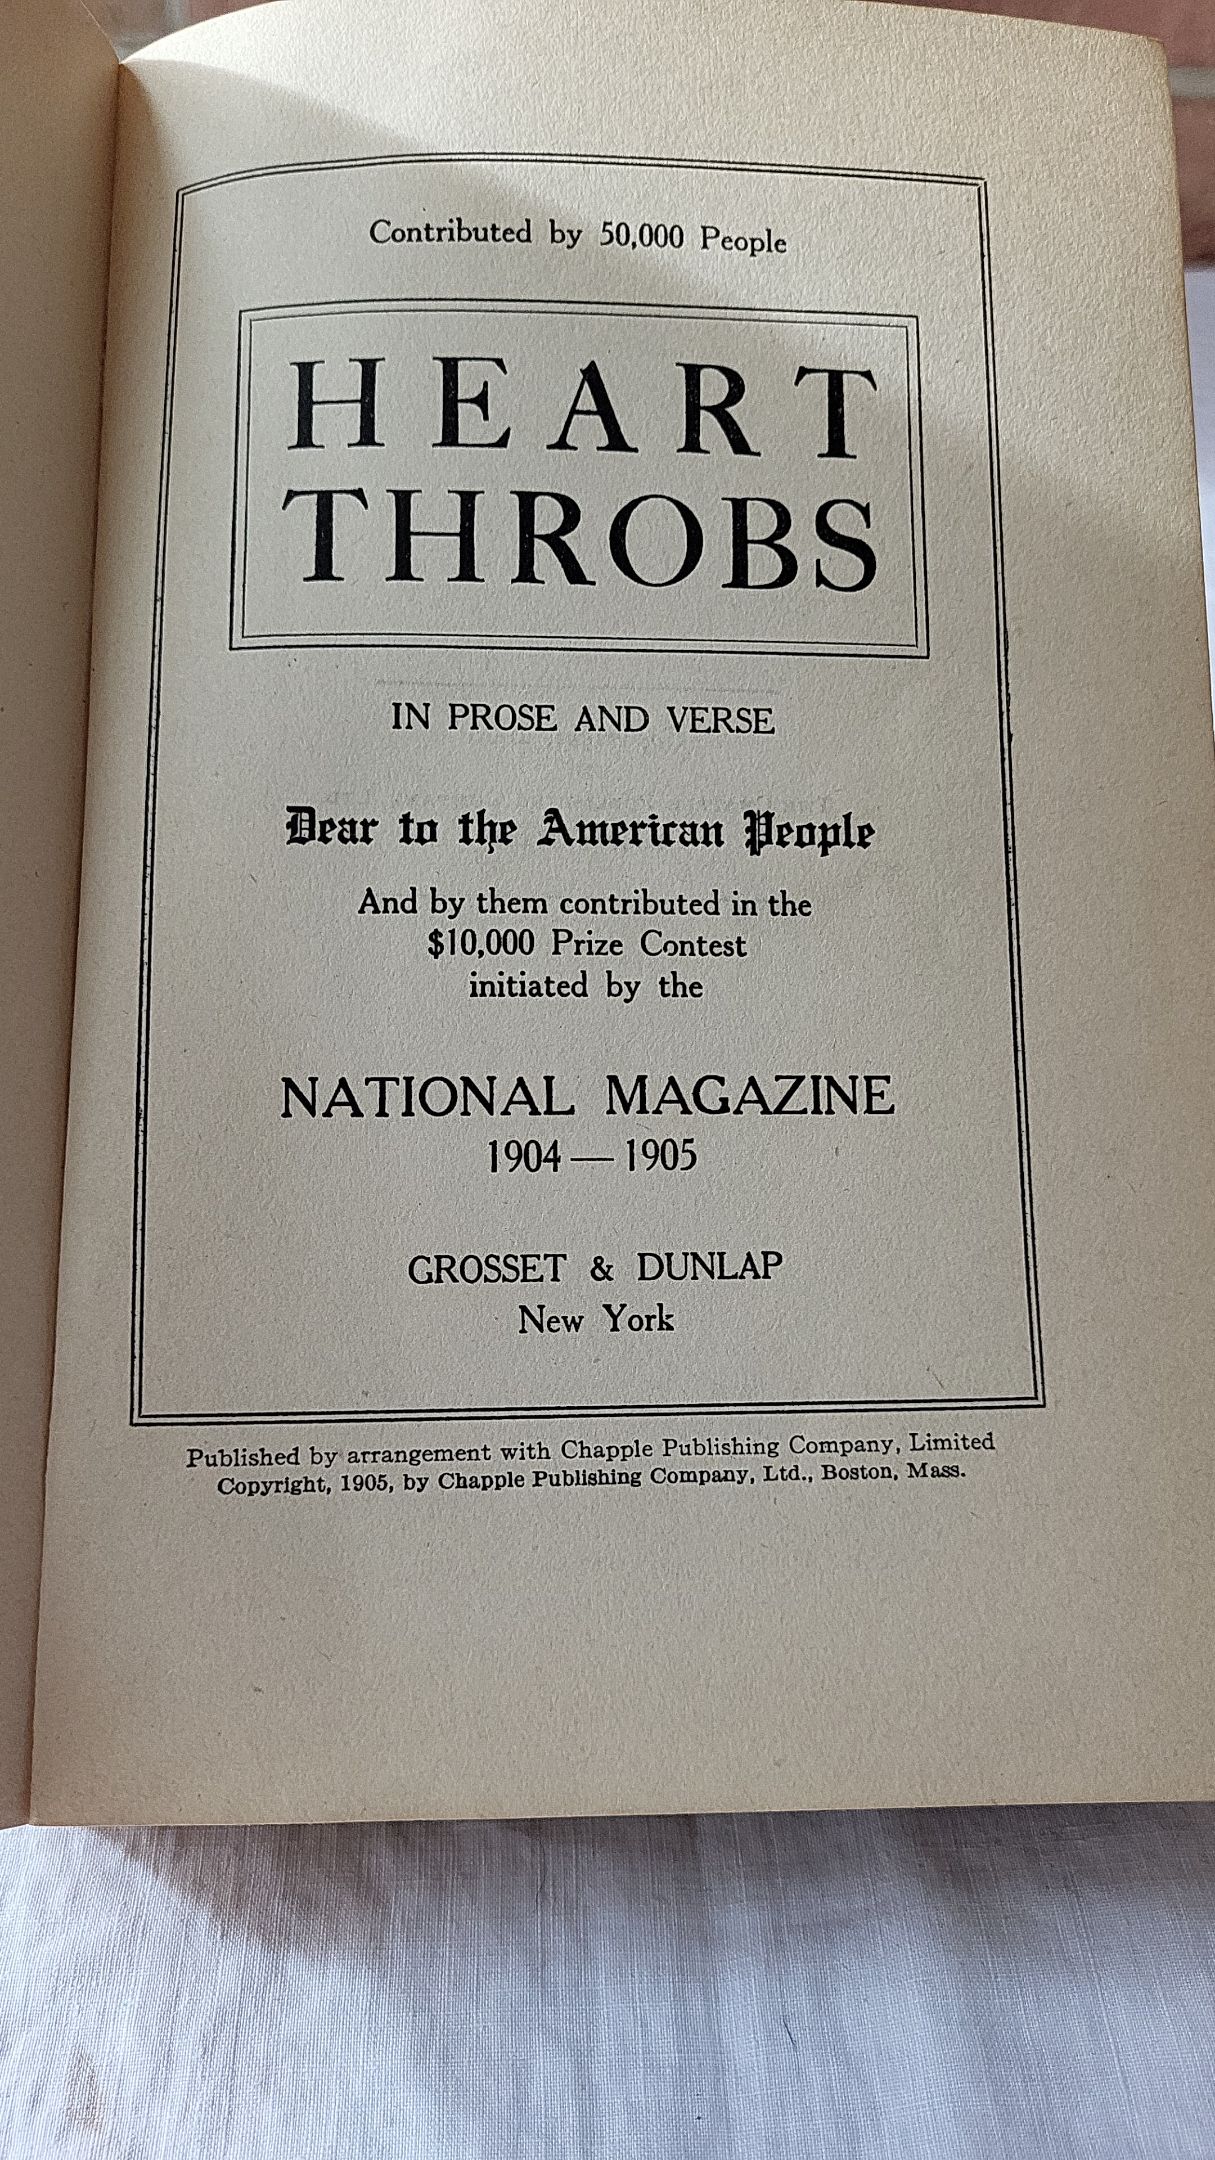 Contributed by 50,000 People
HEART
THROBS
IN PROSE AND VERSE
Dear to the American People
And by them contributed in the
$10,000 Prize Contest
initiated by the
NATIONAL MAGAZINE
1904 — 1905
GROSSET & DUNLAP
New York
Published by arrangement with Chapple Publishing Company, Limited
Copyright, 1905, by Chapple Publishing Company, Ltd., Boston, Mass.